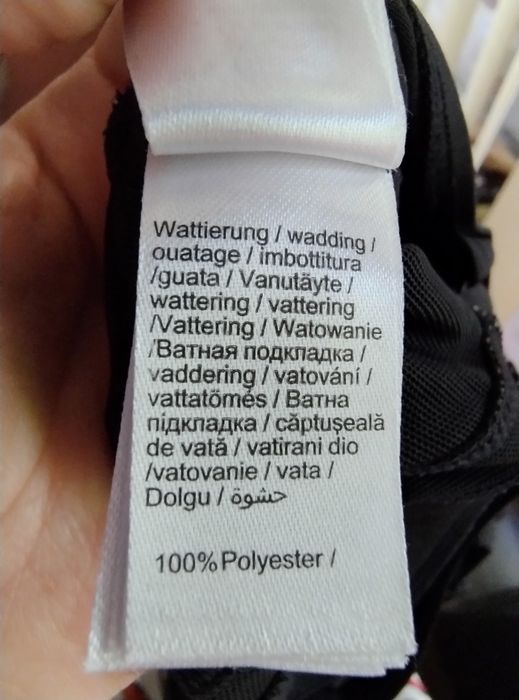 Wattierung / wadding /
ouatage / imbottitura
/guata / Vanutäyte /
wattering / vattering
/Vattering / Watowanie
/Ватная подкладка /
vaddering / vatování /
vattatömés / Ватна
підкладка / căptușeală
de vată / vatirani dio
/vatovanie / vata /
Dolgu / حشوة
100%Polyester /